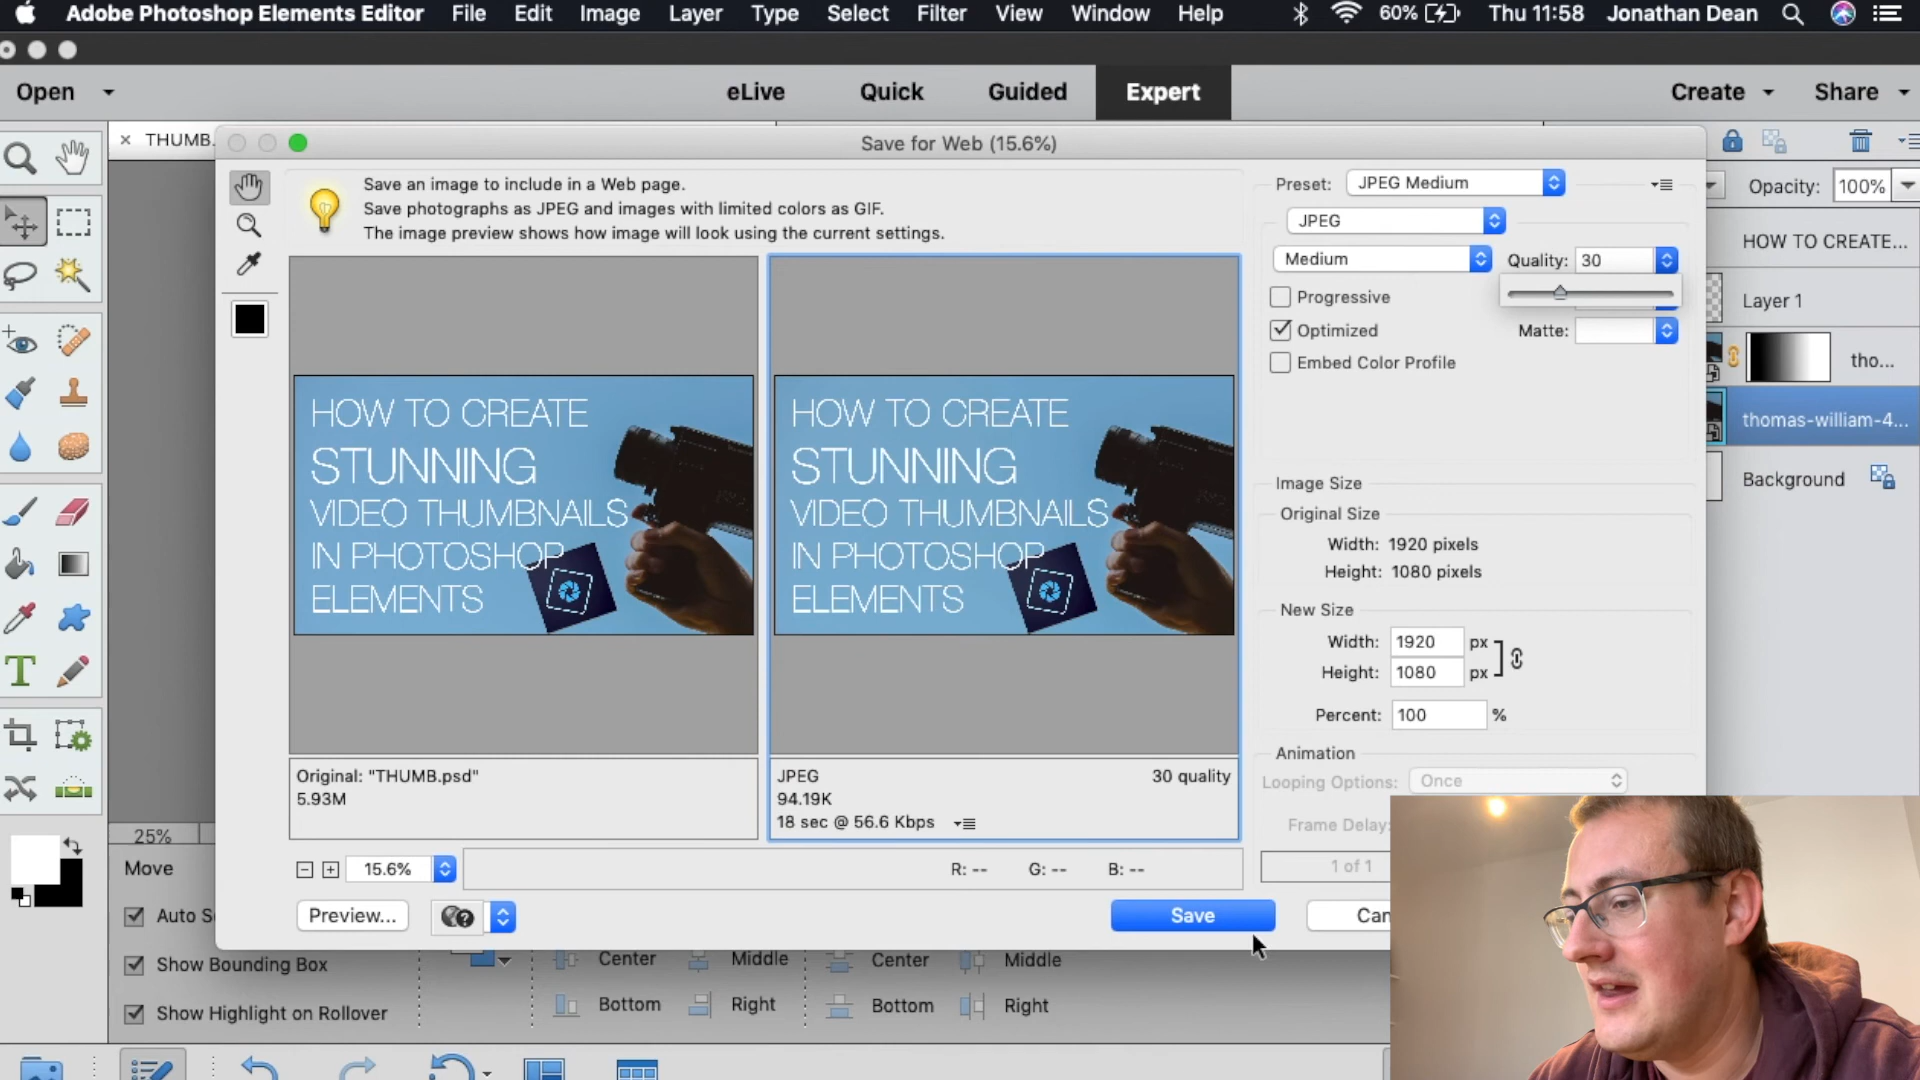 Adobe Photoshop Elements Editor File Edit Image Layer Type Select Filter View Window Help 60% Thu 11:58 Jonathan Dean
Open eLive Quick Guided Expert Create Share
THUMB.
Save for Web (15.6%)
Opacity: 100%
Save an image to include in a Web page.
Save photographs as JPEG and images with limited colors as GIF.
The image preview shows how image will look using the current settings.
Preset: JPEG Medium
JPEG
Medium Quality: 30
Progressive
Optimized Matte:
Embed Color Profile
HOW TO CREATE...
Layer 1
tho...
thomas-william-4...
Background
HOW TO CREATE
STUNNING
VIDEO THUMBNAILS
IN PHOTOSHOP
ELEMENTS
HOW TO CREATE
STUNNING
VIDEO THUMBNAILS
IN PHOTOSHOP
ELEMENTS
Image Size
Original Size
Width: 1920 pixels
Height: 1080 pixels
New Size
Width: 1920 px
Height: 1080 px
Percent: 100 %
Animation
Looping Options: Once
Frame Delay:
1 of 1
Original: "THUMB.psd"
5.93M
JPEG 30 quality
94.19K
18 sec @ 56.6 Kbps
15.6% R: -- G: -- B: --
Preview... Save Can
25%
Move
Auto S
Show Bounding Box
Show Highlight on Rollover
Center Middle Center Middle
Bottom Right Bottom Right
T